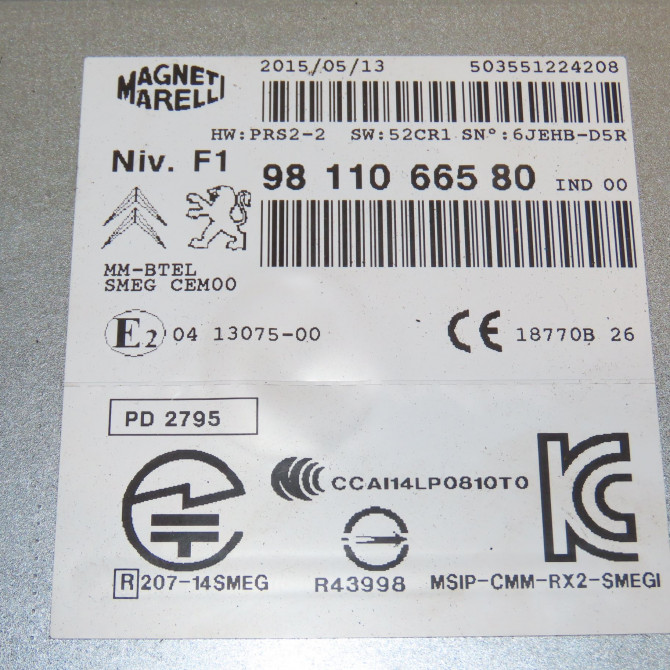 MAGNETI MARELLI
2015/05/13 503551224208
HW:PRS2-2 SW:52CR1 SN°:6JEHB-D5R
Niv. F1
98 110 665 80 IND 00
MM-BTEL
SMEG CEM00
E2 04 13075-00
CE 18770B 26
PD 2795
CCAI14LP0810T0
R 207-14SMEG
R43998
MSIP-CMM-RX2-SMEGI